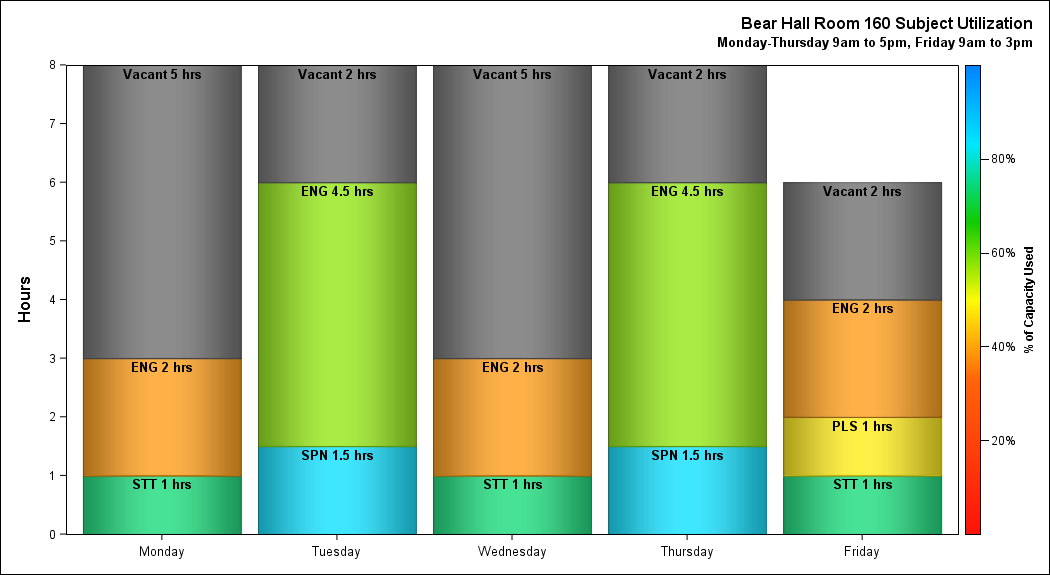 Bear Hall Room 160 Subject Utilization
Monday-Thursday 9am to 5pm, Friday 9am to 3pm
Hours
8
7
6
5
4
3
2
1
0
Vacant 5 hrs
ENG 2 hrs
STT 1 hrs
Vacant 2 hrs
ENG 4.5 hrs
SPN 1.5 hrs
Vacant 5 hrs
ENG 2 hrs
STT 1 hrs
Vacant 2 hrs
ENG 4.5 hrs
SPN 1.5 hrs
Vacant 2 hrs
ENG 2 hrs
PLS 1 hrs
STT 1 hrs
Monday Tuesday Wednesday Thursday Friday
80%
60%
40%
20%
% of Capacity Used